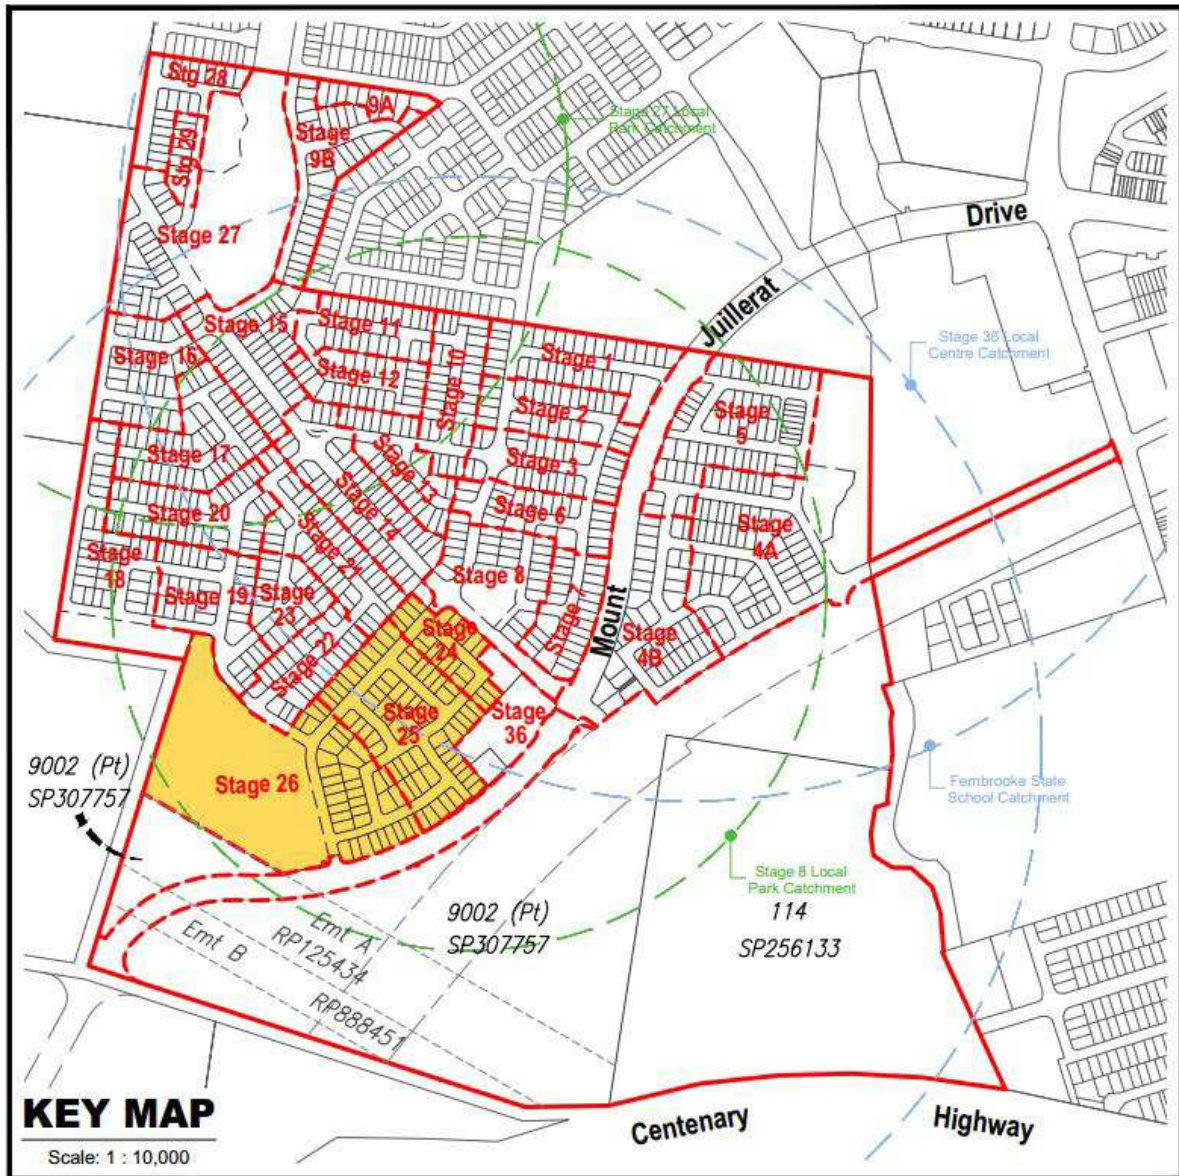 Stg 28
9A
Stage 27 Local
Park Catchment
Stage
9B
Stg 29
Stage 27
Drive
Juillerat
Stage 15
Stage 11
Stage 16
Stage 12
Stage 10
Stage 1
Stage 38 Local
Centre Catchment
Stage 2
Stage
5
Stage 17
Stage 13
Stage 3
Stage 14
Stage 6
Stage 20
Stage 21
Stage
4A
Stage
18
Stage 19
Stage
23
Stage 8
Stage 7
Mount
Stage 22
Stage
24
Stage
4B
Stage
25
Stage
36
9002 (Pt)
SP307757
Stage 26
Fernbrooke State
School Catchment
Stage 8 Local
Park Catchment
9002 (Pt)
SP307757
114
SP256133
Emt A
RP125434
Emt B
RP888451
KEY MAP
Scale: 1 : 10,000
Centenary
Highway